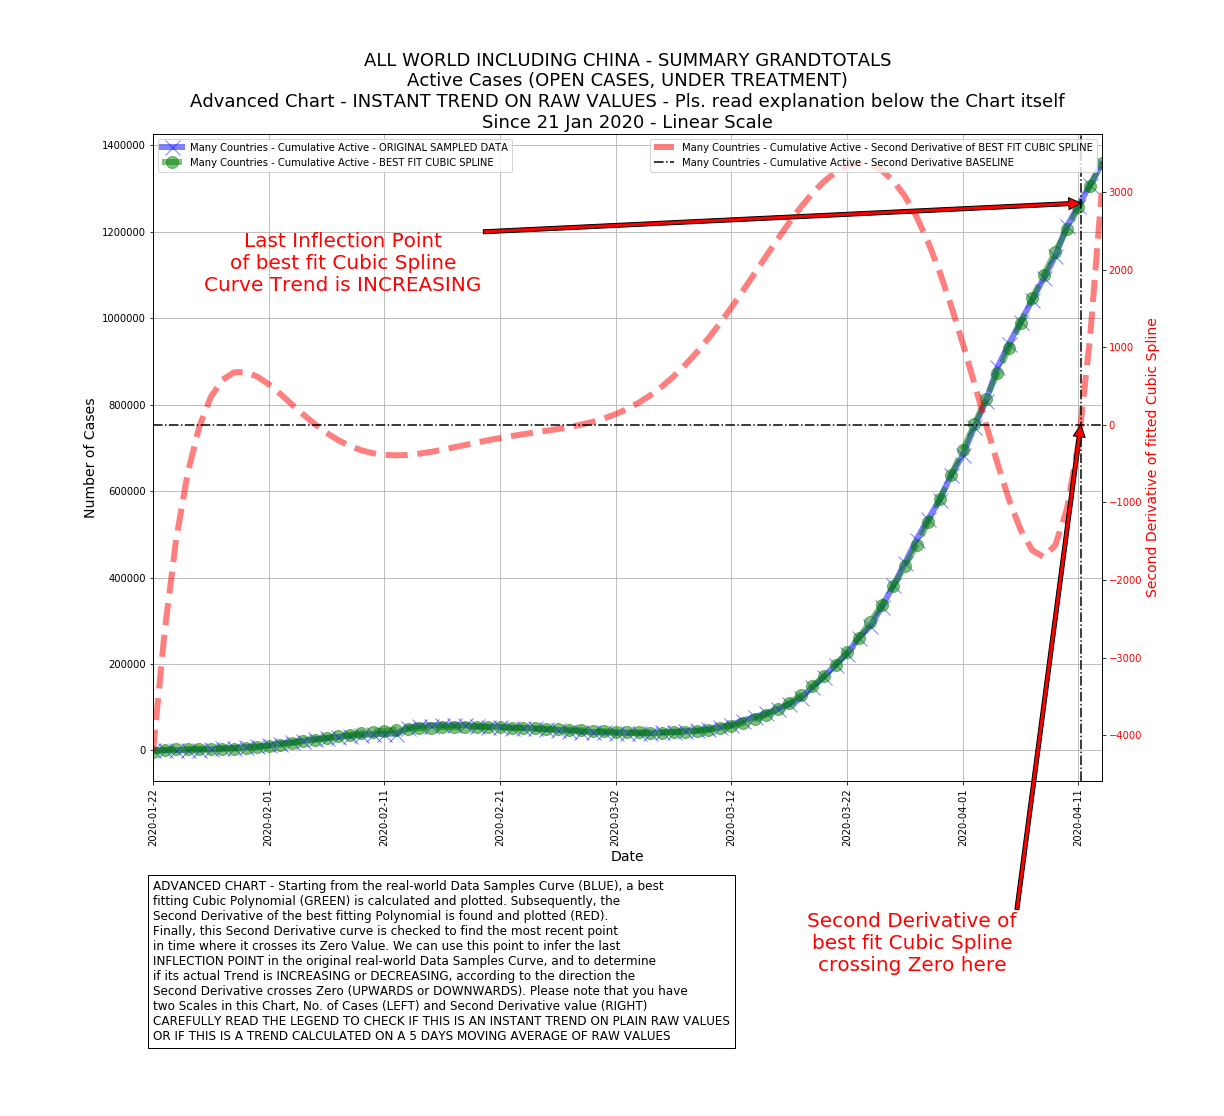 ALL WORLD INCLUDING CHINA - SUMMARY GRANDTOTALS
Active Cases (OPEN CASES, UNDER TREATMENT)
Advanced Chart - INSTANT TREND ON RAW VALUES - Pls. read explanation below the Chart itself
Since 21 Jan 2020 - Linear Scale
Many Countries - Cumulative Active - ORIGINAL SAMPLED DATA
Many Countries - Cumulative Active - BEST FIT CUBIC SPLINE
Many Countries - Cumulative Active - Second Derivative of BEST FIT CUBIC SPLINE
Many Countries - Cumulative Active - Second Derivative BASELINE
Last Inflection Point
of best fit Cubic Spline
Curve Trend is INCREASING
Number of Cases
1400000
1200000
1000000
800000
600000
400000
200000
0
3000
2000
1000
0
−1000
−2000
−3000
−4000
Second Derivative of fitted Cubic Spline
2020-01-22
2020-02-01
2020-02-11
2020-02-21
2020-03-02
2020-03-12
2020-03-22
2020-04-01
2020-04-11
Date
ADVANCED CHART - Starting from the real-world Data Samples Curve (BLUE), a best
fitting Cubic Polynomial (GREEN) is calculated and plotted. Subsequently, the
Second Derivative of the best fitting Polynomial is found and plotted (RED).
Finally, this Second Derivative curve is checked to find the most recent point
in time where it crosses its Zero Value. We can use this point to infer the last
INFLECTION POINT in the original real-world Data Samples Curve, and to determine
if its actual Trend is INCREASING or DECREASING, according to the direction the
Second Derivative crosses Zero (UPWARDS or DOWNWARDS). Please note that you have
two Scales in this Chart, No. of Cases (LEFT) and Second Derivative value (RIGHT)
CAREFULLY READ THE LEGEND TO CHECK IF THIS IS AN INSTANT TREND ON PLAIN RAW VALUES
OR IF THIS IS A TREND CALCULATED ON A 5 DAYS MOVING AVERAGE OF RAW VALUES
Second Derivative of
best fit Cubic Spline
crossing Zero here